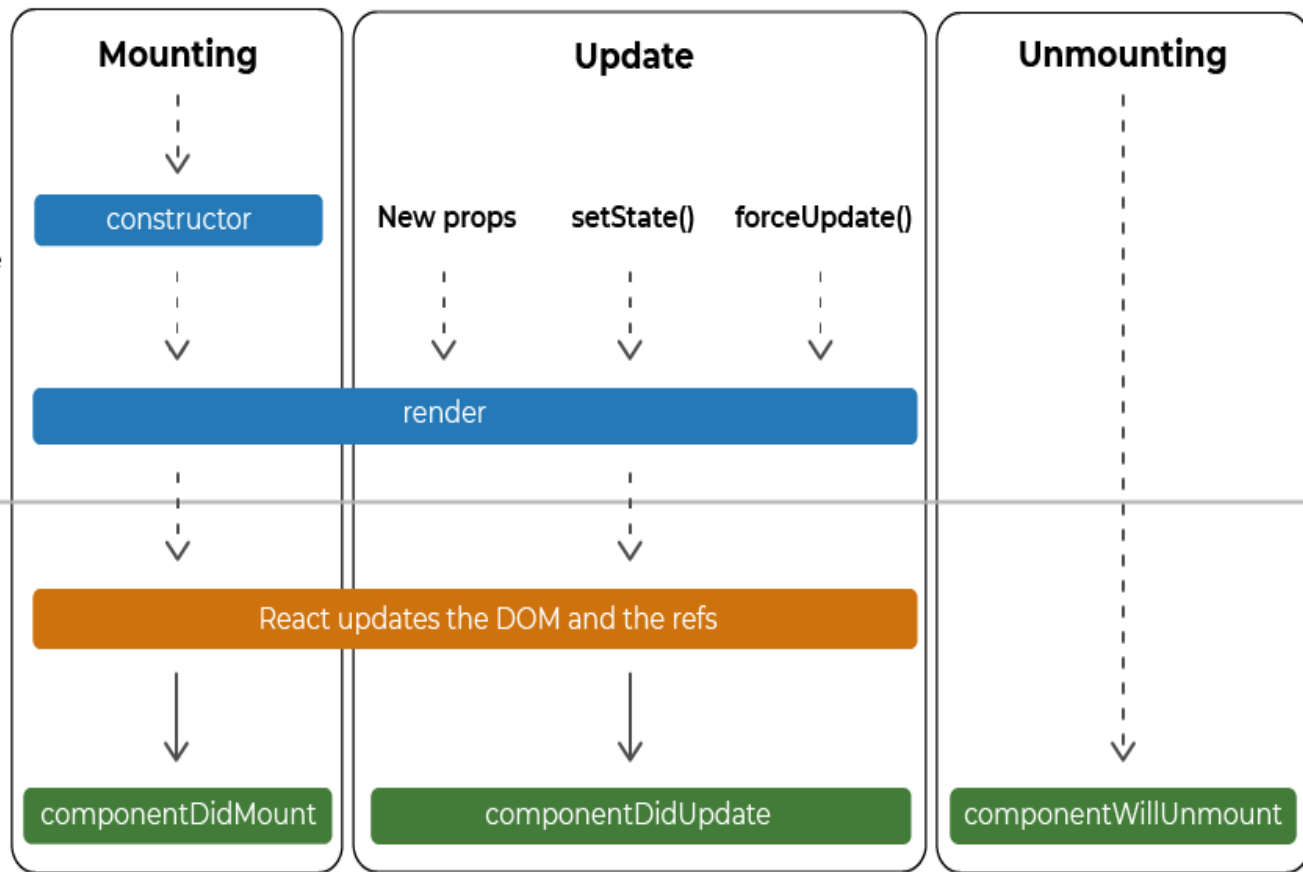 Mounting
Update
Unmounting
constructor
New props
setState()
forceUpdate()
e
render
React updates the DOM and the refs
componentDidMount
componentDidUpdate
componentWillUnmount